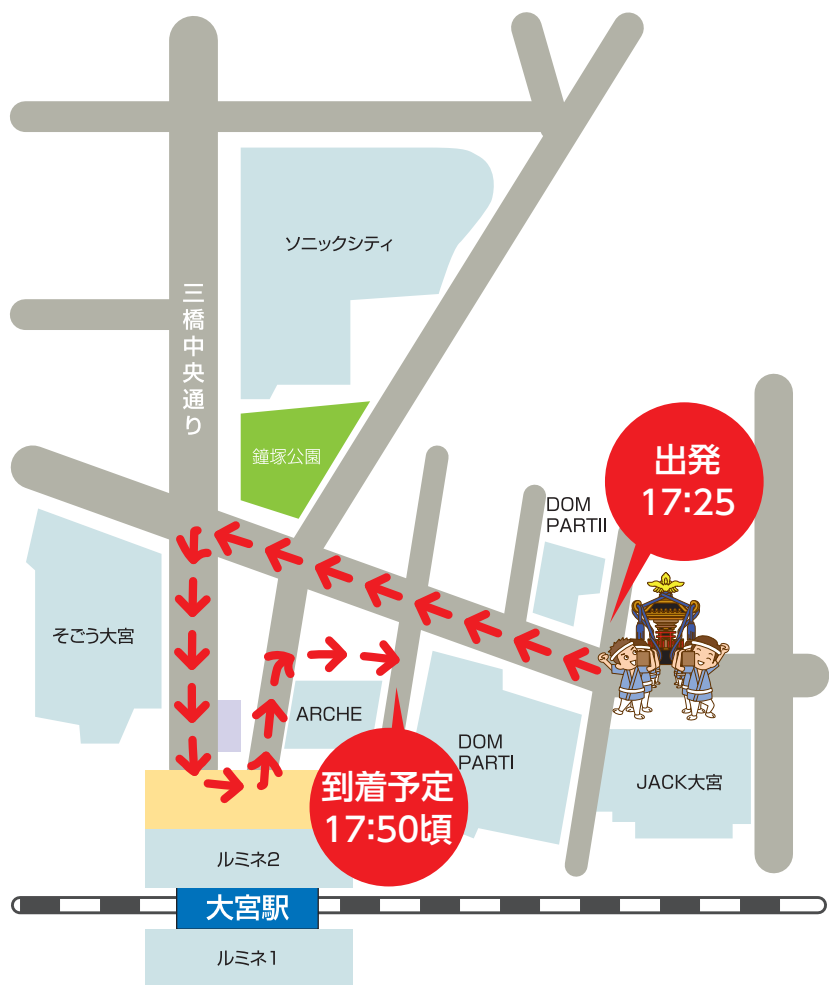 ソニックシティ
三橋中央通り
鐘塚公園
出発
17:25
DOM
PARTII
そごう大宮
ARCHE
DOM
PARTI
JACK大宮
到着予定
17:50頃
ルミネ2
大宮駅
ルミネ1